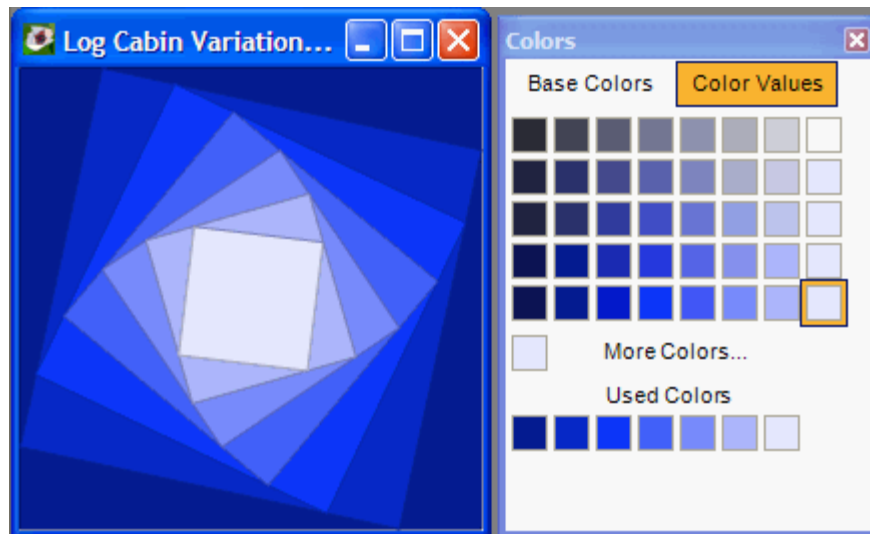 Log Cabin Variation...
Colors
Base Colors
Color Values
More Colors...
Used Colors